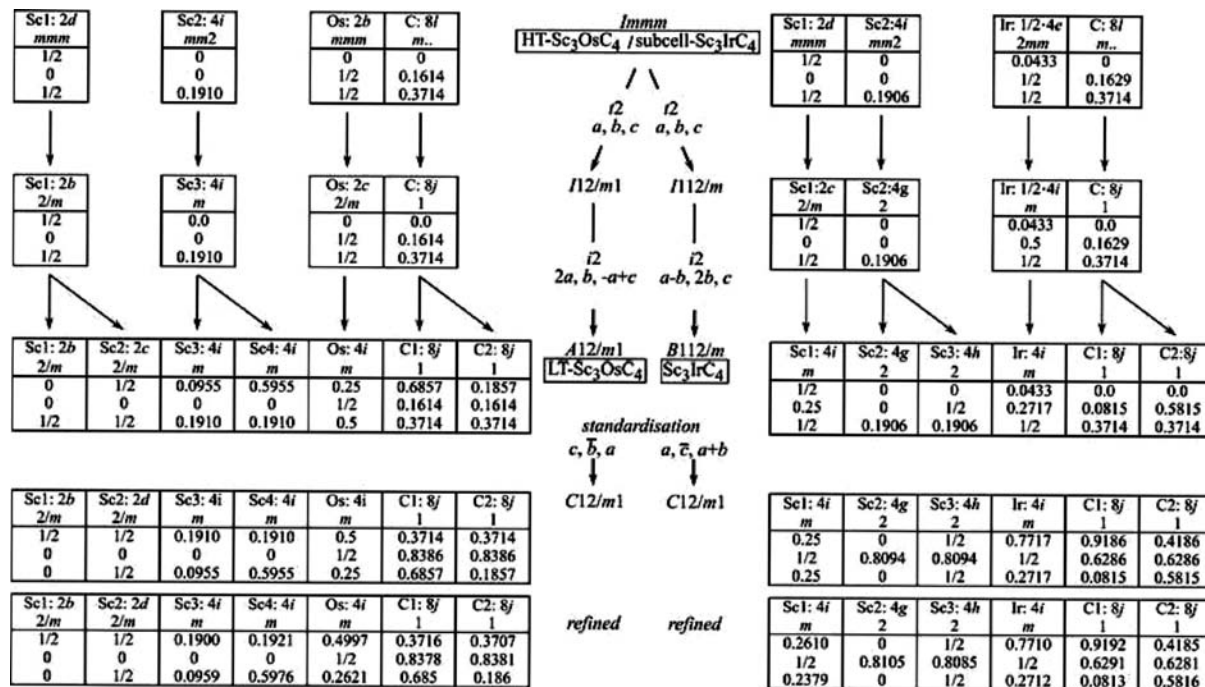 Immm
HT-Sc3OsC4 / subcell-Sc3IrC4
Sc1: 2d
mmm
1/2
0
1/2
Sc2: 4i
mm2
0
0
0.1910
Os: 2b C: 8l
mmm m..
0 0
1/2 0.1614
1/2 0.3714
Sc1: 2d Sc2:4i
mmm mm2
1/2 0
0 0
1/2 0.1906
Ir: 1/2·4e C: 8l
2mm m..
0.0433 0
1/2 0.1629
1/2 0.3714
t2 t2
a, b, c a, b, c
I12/m1 I112/m
Sc1: 2b
2/m
1/2
0
1/2
Sc3: 4i
m
0.0
0
0.1910
Os: 2c C: 8j
2/m 1
0 0.0
1/2 0.1614
1/2 0.3714
Sc1:2c Sc2:4g
2/m 2
1/2 0
0 0
1/2 0.1906
Ir: 1/2·4i C: 8j
m 1
0.0433 0.0
0.5 0.1629
1/2 0.3714
i2 i2
2a, b, -a+c a-b, 2b, c
A12/m1 B112/m
LT-Sc3OsC4 Sc3IrC4
Sc1: 2b Sc2: 2c Sc3: 4i Sc4: 4i Os: 4i C1: 8j C2: 8j
2/m 2/m m m m 1 1
0 1/2 0.0955 0.5955 0.25 0.6857 0.1857
0 0 0 0 1/2 0.1614 0.1614
1/2 1/2 0.1910 0.1910 0.5 0.3714 0.3714
Sc1: 4i Sc2: 4g Sc3: 4h Ir: 4i C1: 8j C2:8j
m 2 2 m 1 1
1/2 0 0 0.0433 0.0 0.0
0.25 0 1/2 0.2717 0.0815 0.5815
1/2 0.1906 0.1906 1/2 0.3714 0.3714
standardisation
c, b̅, a a, c̅, a+b
C12/m1 C12/m1
Sc1: 2b Sc2: 2d Sc3: 4i Sc4: 4i Os: 4i C1: 8j C2: 8j
2/m 2/m m m m 1 1
1/2 1/2 0.1910 0.1910 0.5 0.3714 0.3714
0 0 0 0 1/2 0.8386 0.8386
0 1/2 0.0955 0.5955 0.25 0.6857 0.1857
Sc1: 4i Sc2: 4g Sc3: 4h Ir: 4i C1: 8j C2: 8j
m 2 2 m 1 1
0.25 0 1/2 0.7717 0.9186 0.4186
1/2 0.8094 0.8094 1/2 0.6286 0.6286
0.25 0 1/2 0.2717 0.0815 0.5815
refined refined
Sc1: 2b Sc2: 2d Sc3: 4i Sc4: 4i Os: 4i C1: 8j C2: 8j
2/m 2/m m m m 1 1
1/2 1/2 0.1900 0.1921 0.4997 0.3716 0.3707
0 0 0 0 1/2 0.8378 0.8381
0 1/2 0.0959 0.5976 0.2621 0.685 0.186
Sc1: 4i Sc2: 4g Sc3: 4h Ir: 4i C1: 8j C2: 8j
m 2 2 m 1 1
0.2610 0 1/2 0.7710 0.9192 0.4185
1/2 0.8105 0.8085 1/2 0.6291 0.6281
0.2379 0 1/2 0.2712 0.0813 0.5816